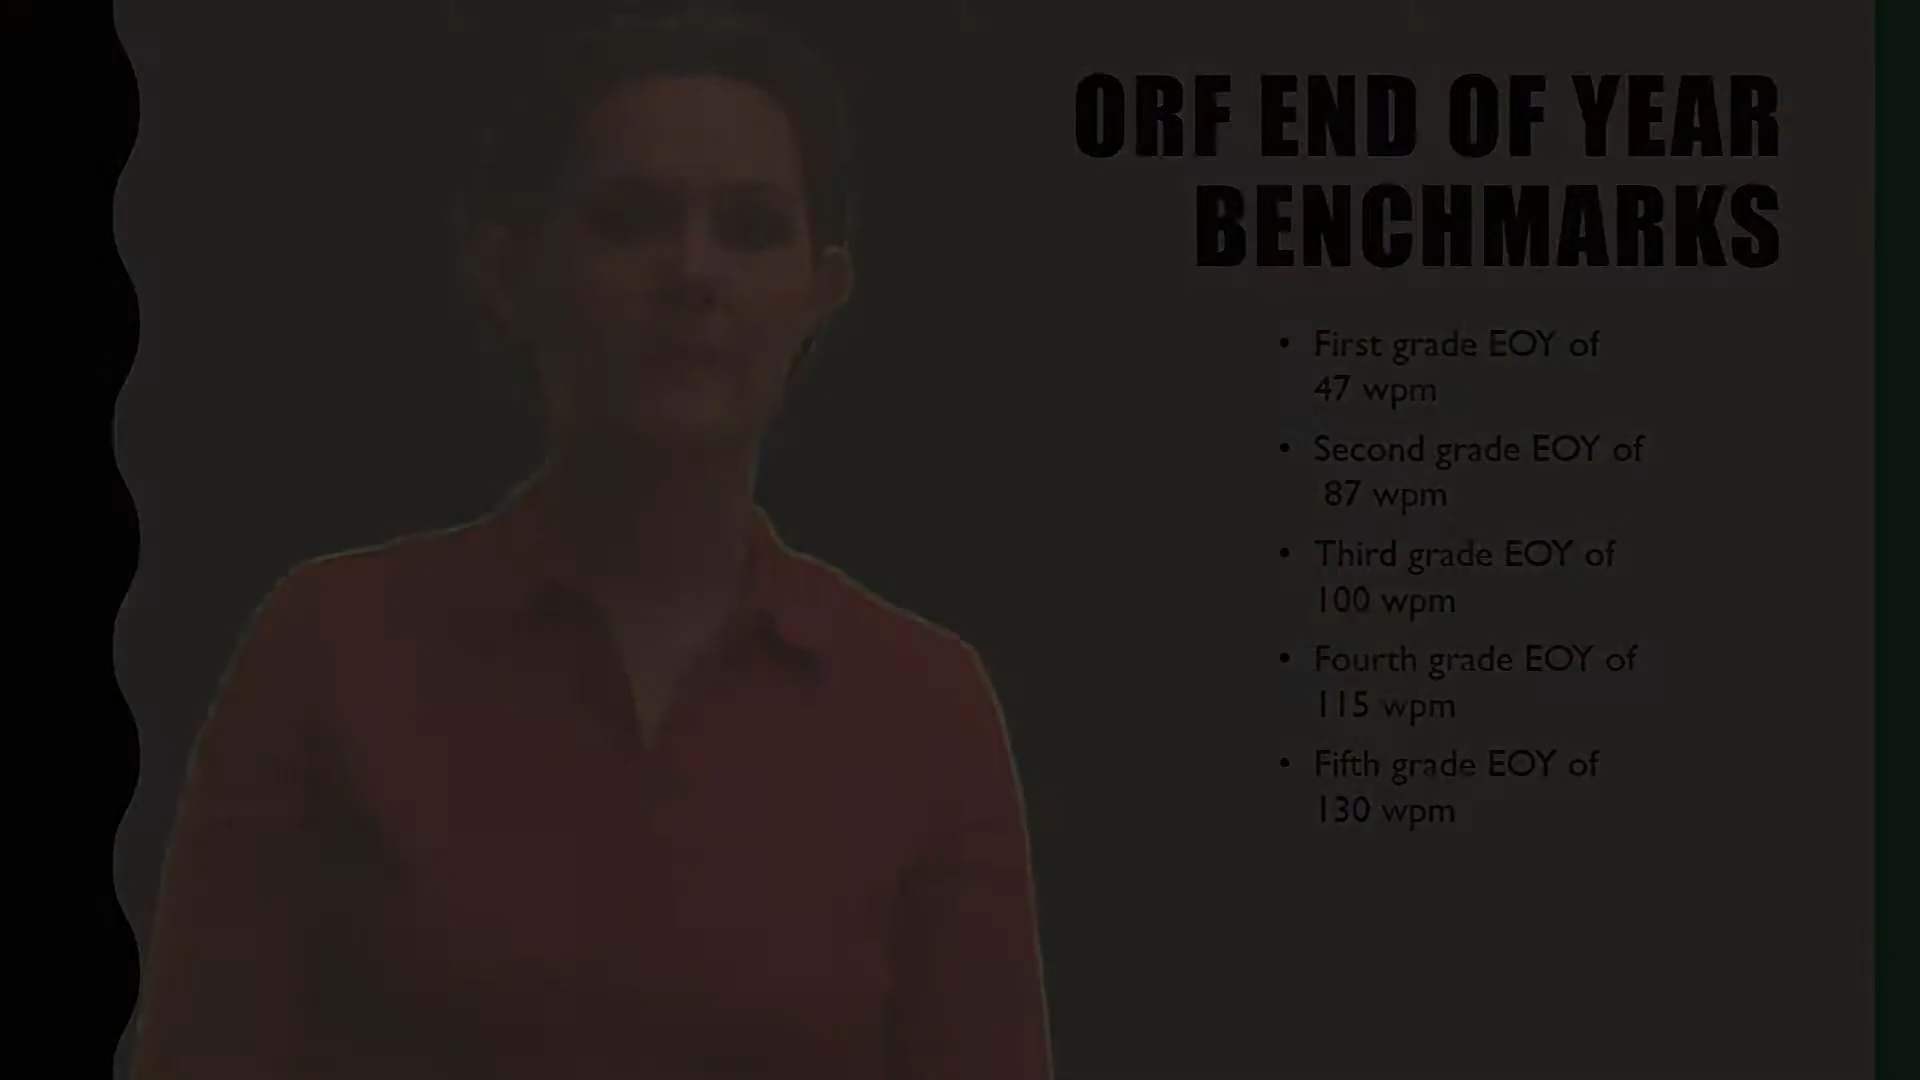 ORF END OF YEAR
BENCHMARKS
• First grade EOY of
47 wpm
• Second grade EOY of
87 wpm
• Third grade EOY of
100 wpm
• Fourth grade EOY of
115 wpm
• Fifth grade EOY of
130 wpm